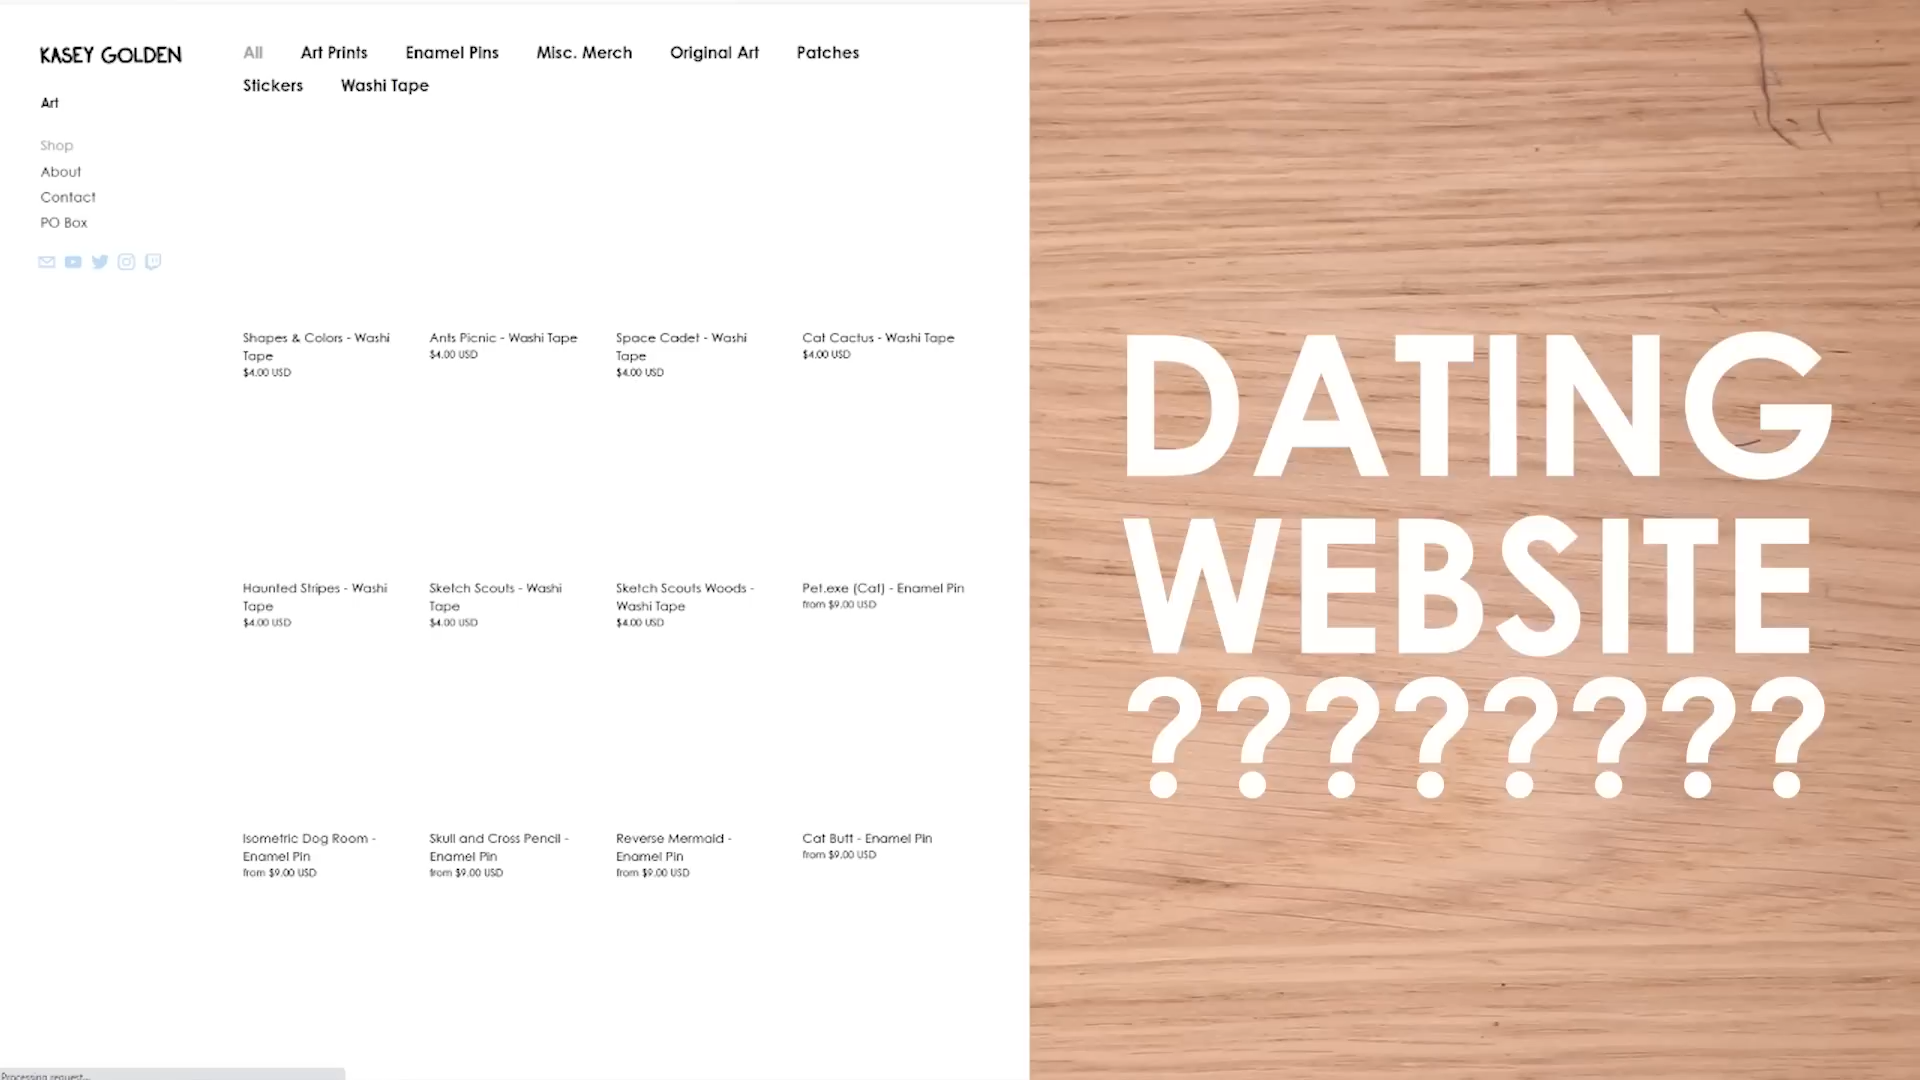 KASEY GOLDEN
Art
Shop
About
Contact
PO Box
All Art Prints Enamel Pins Misc. Merch Original Art Patches
Stickers Washi Tape
Shapes & Colors - Washi
Tape
$4.00 USD
Ants Picnic - Washi Tape
$4.00 USD
Space Cadet - Washi
Tape
$4.00 USD
Cat Cactus - Washi Tape
$4.00 USD
Haunted Stripes - Washi
Tape
$4.00 USD
Sketch Scouts - Washi
Tape
$4.00 USD
Sketch Scouts Woods -
Washi Tape
$4.00 USD
Pet.exe (Cat) - Enamel Pin
from $9.00 USD
Isometric Dog Room -
Enamel Pin
from $9.00 USD
Skull and Cross Pencil -
Enamel Pin
from $9.00 USD
Reverse Mermaid -
Enamel Pin
from $9.00 USD
Cat Butt - Enamel Pin
from $9.00 USD
Processing request...
DATING
WEBSITE
????????